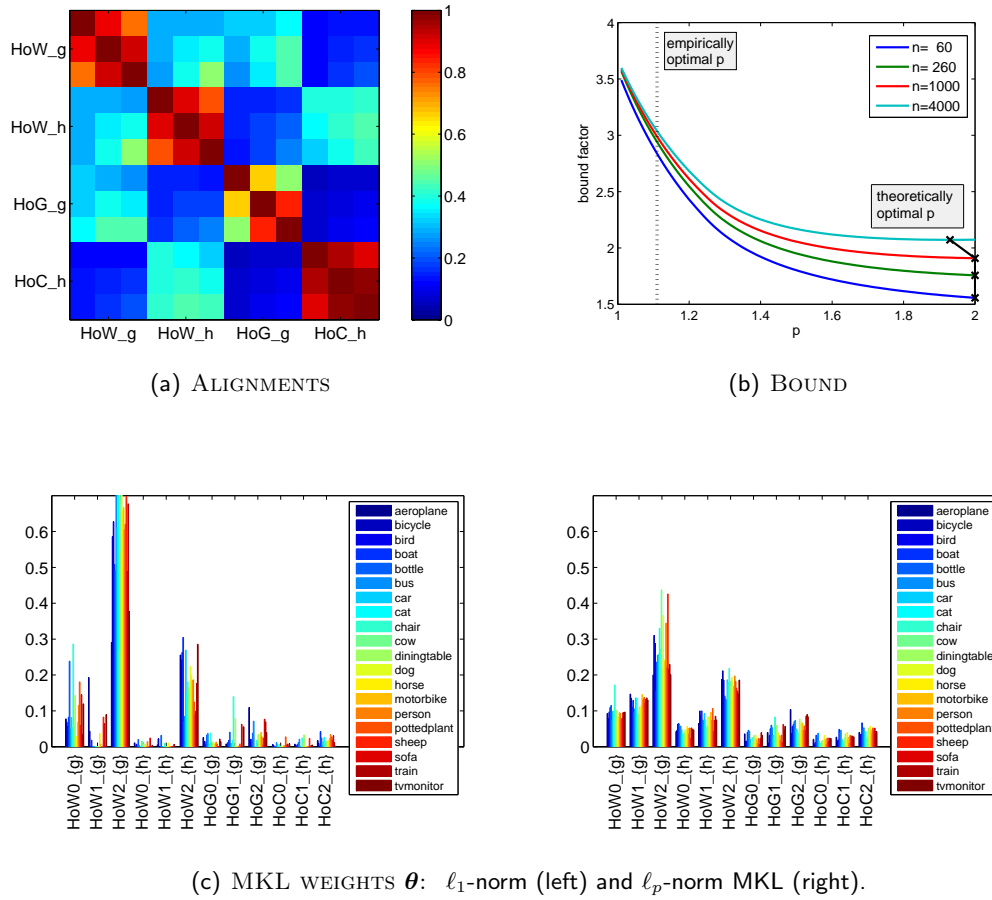 HoW_g
HoW_h
HoG_g
HoC_h
HoW_g HoW_h HoG_g HoC_h
1
0.8
0.6
0.4
0.2
0
(a) ALIGNMENTS
4
3.5
3
2.5
2
1.5
bound factor
1 1.2 1.4 1.6 1.8 2
p
empirically
optimal p
n= 60
n= 260
n=1000
n=4000
theoretically
optimal p
(b) BOUND
0.6
0.5
0.4
0.3
0.2
0.1
0
HoW0_{g}
HoW1_{g}
HoW2_{g}
HoW0_{h}
HoW1_{h}
HoW2_{h}
HoG0_{g}
HoG1_{g}
HoG2_{g}
HoC0_{h}
HoC1_{h}
HoC2_{h}
aeroplane
bicycle
bird
boat
bottle
bus
car
cat
chair
cow
diningtable
dog
horse
motorbike
person
pottedplant
sheep
sofa
train
tvmonitor
0.6
0.5
0.4
0.3
0.2
0.1
0
HoW0_{g}
HoW1_{g}
HoW2_{g}
HoW0_{h}
HoW1_{h}
HoW2_{h}
HoG0_{g}
HoG1_{g}
HoG2_{g}
HoC0_{h}
HoC1_{h}
HoC2_{h}
aeroplane
bicycle
bird
boat
bottle
bus
car
cat
chair
cow
diningtable
dog
horse
motorbike
person
pottedplant
sheep
sofa
train
tvmonitor
(c) MKL WEIGHTS θ: ℓ1-norm (left) and ℓp-norm MKL (right).